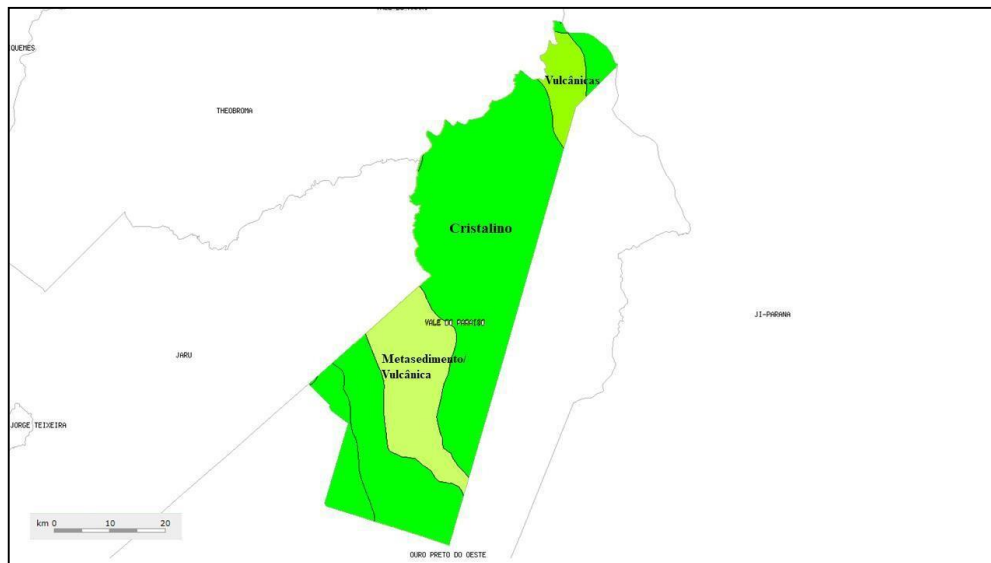 QUEMES
THEOBROMA
Vulcânicas
Cristalino
JI-PARANA
VALE DO PARAISO
JARU
Metasedimento/
Vulcânica
JORGE TEIXEIRA
km 0 10 20
OURO PRETO DO OESTE